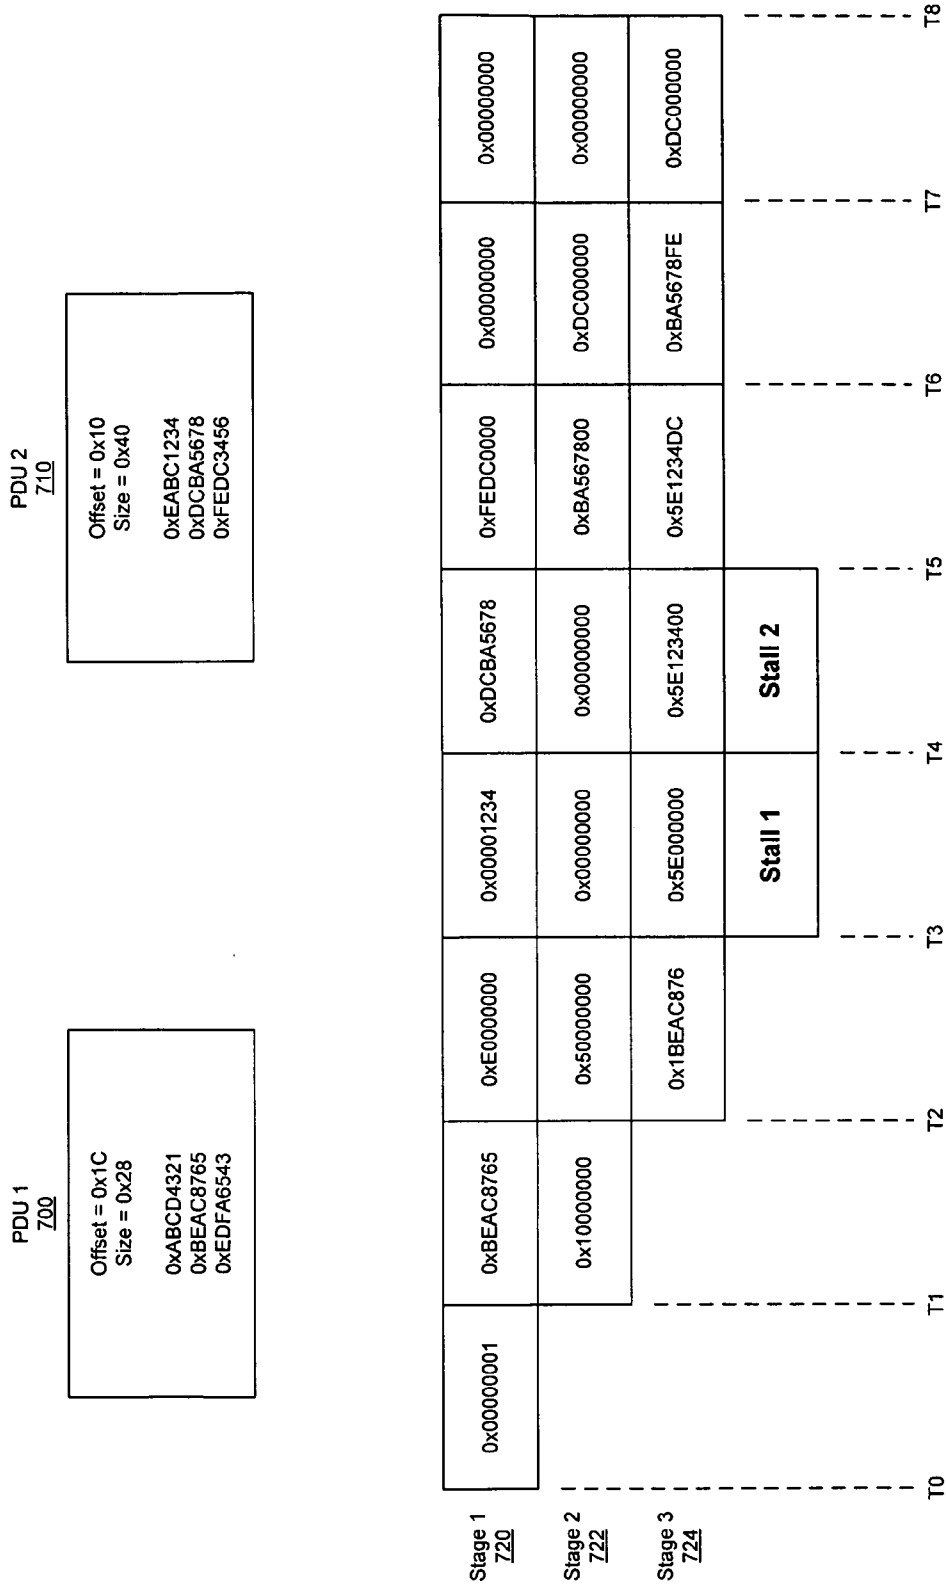 PDU 1
700
Offset = 0x1C
Size = 0x28
0xABCD4321
0xBEAC8765
0xEDFA6543
PDU 2
710
Offset = 0x10
Size = 0x40
0xEABC1234
0xDCBA5678
0xFEDC3456
Stage 1
720
0x00000001
0xBEAC8765
0xE0000000
0x00001234
0xDCBA5678
0xFEDC0000
0x00000000
0x00000000
Stage 2
722
0x10000000
0x50000000
0x00000000
0x00000000
0xBA567800
0xDC000000
0x00000000
Stage 3
724
0x1BEAC876
0x5E000000
0x5E123400
0x5E1234DC
0xBA5678FE
0xDC000000
Stall 1
Stall 2
T0
T1
T2
T3
T4
T5
T6
T7
T8